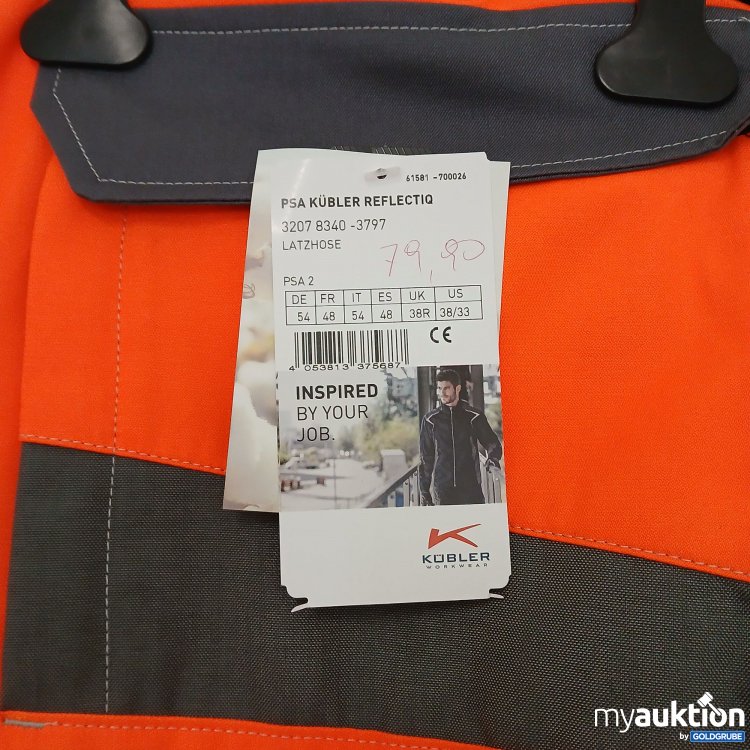 61581 -700026
PSA KÜBLER REFLECTIQ
3207 8340 -3797
LATZHOSE
79,90
PSA 2
DE FR IT ES UK US
54 48 54 48 38R 38/33
CE
4 053813 375687
INSPIRED
BY YOUR
JOB.
KÜBLER
WORKWEAR
myauktion
by GOLDGRUBE